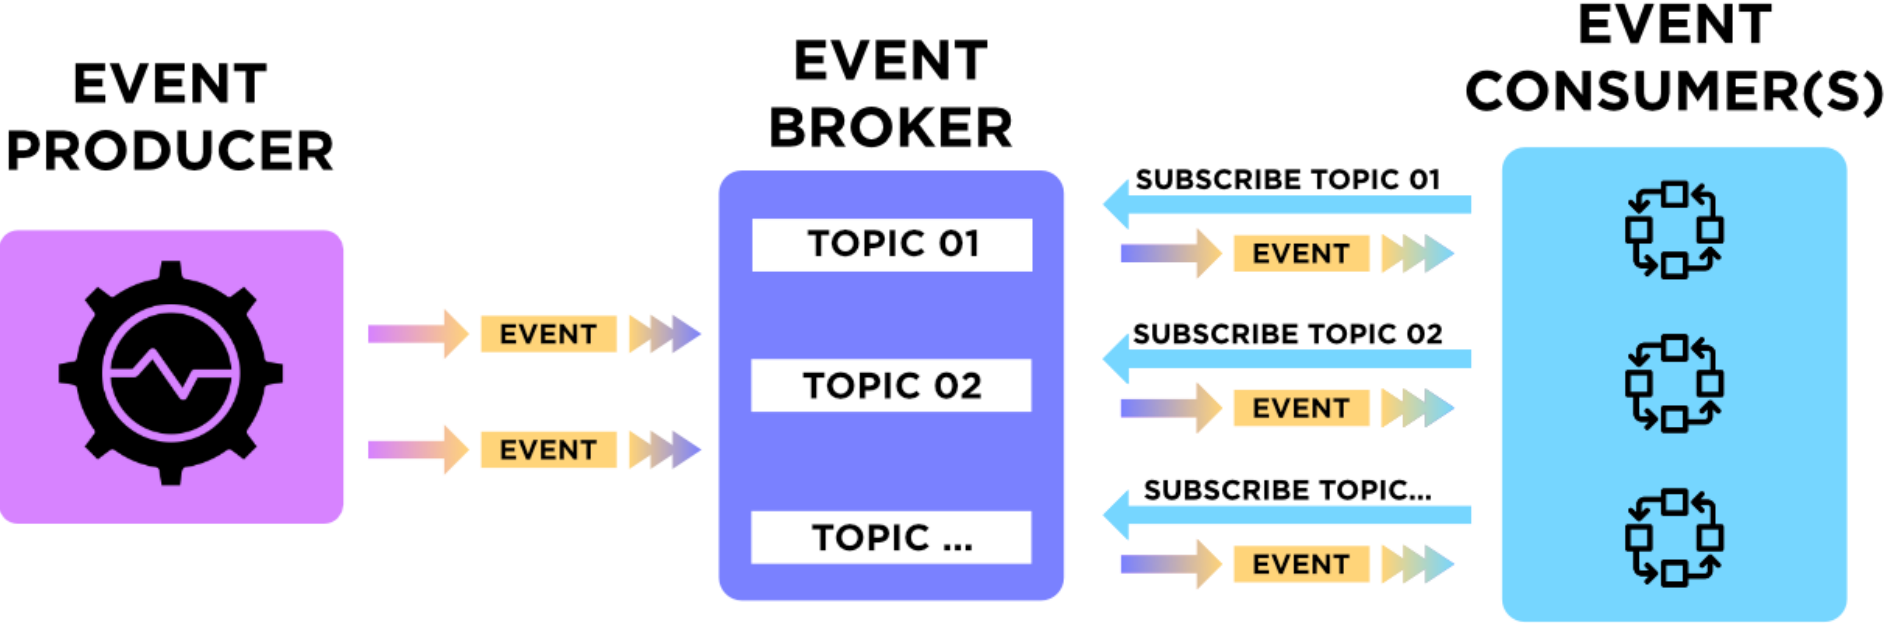 EVENT
PRODUCER
EVENT
EVENT
EVENT
BROKER
TOPIC 01
TOPIC 02
TOPIC ...
SUBSCRIBE TOPIC 01
EVENT
SUBSCRIBE TOPIC 02
EVENT
SUBSCRIBE TOPIC...
EVENT
EVENT
CONSUMER(S)